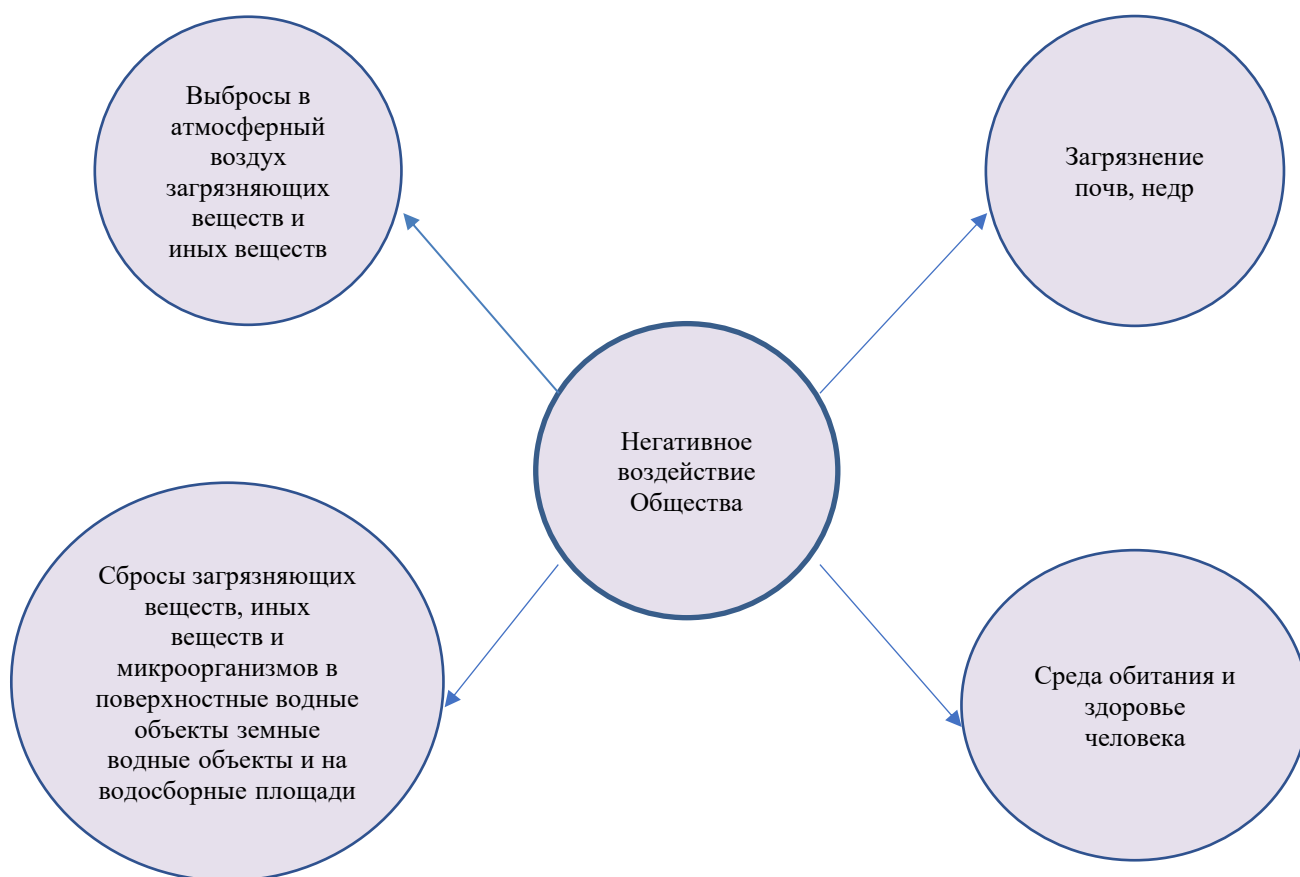 Выбросы в
атмосферный
воздух
загрязняющих
веществ и
иных веществ
Загрязнение
почв, недр
Негативное
воздействие
Общества
Сбросы загрязняющих
веществ, иных
веществ и
микроорганизмов в
поверхностные водные
объекты земные
водные объекты и на
водосборные площади
Среда обитания и
здоровье
человека